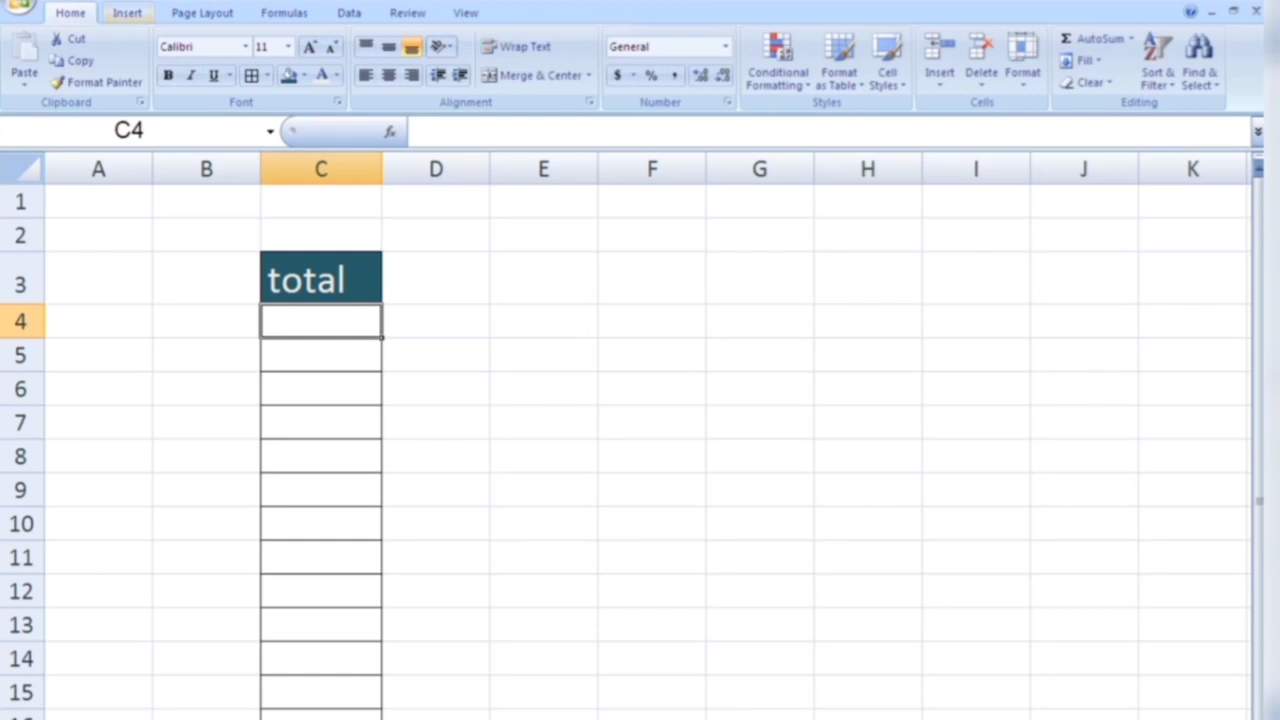 Home Insert Page Layout Formulas Data Review View
Paste
Cut
Copy
Format Painter
Clipboard
Calibri 11
B I U A
Font
Wrap Text
Merge & Center
Alignment
General
$ % ,
Number
Conditional Formatting
Format as Table
Cell Styles
Styles
Insert Delete Format
Cells
Σ AutoSum
Fill
Clear
Sort & Filter
Find & Select
Editing
C4 fx
A B C D E F G H I J K
1
2
3 total
4
5
6
7
8
9
10
11
12
13
14
15